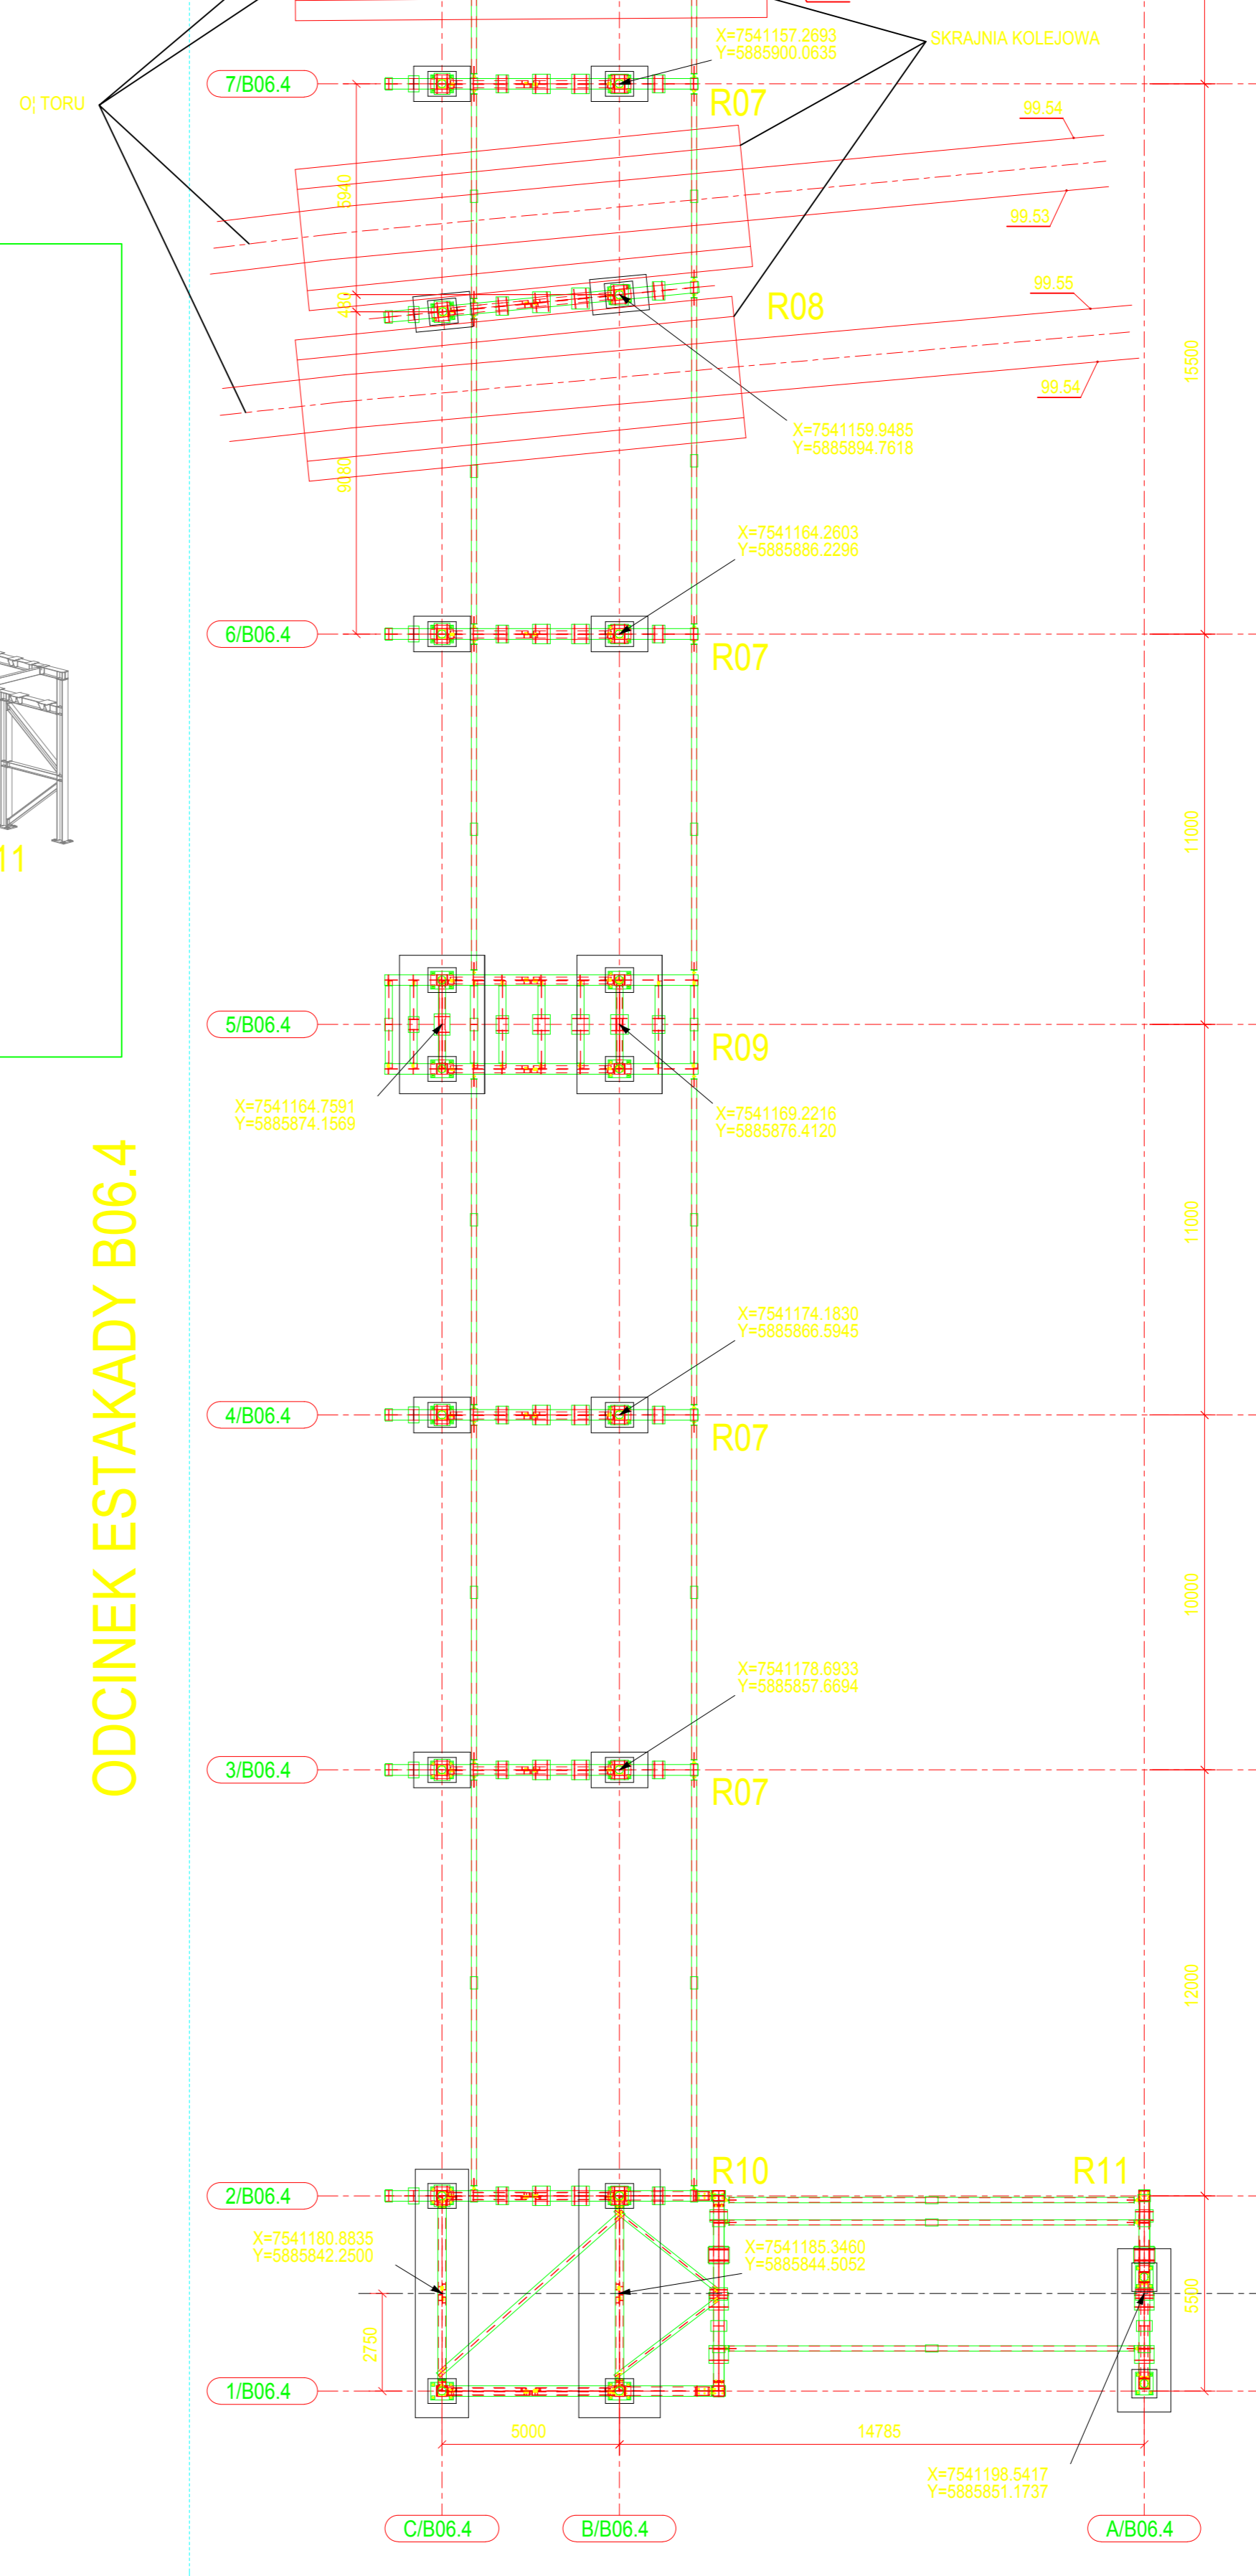 X=7541157.2693
Y=5885900.0635
SKRAJNIA KOLEJOWA
7/B06.4
O¦ TORU
R07
99.54
5940
99.53
99.55
480
R08
15500
99.54
X=7541159.9485
Y=5885894.7618
9080
X=7541164.2603
Y=5885886.2296
6/B06.4
R07
11000
11
5/B06.4
R09
X=7541164.7591
Y=5885874.1569
X=7541169.2216
Y=5885876.4120
ODCINEK ESTAKADY B06.4
11000
X=7541174.1830
Y=5885866.5945
4/B06.4
R07
10000
X=7541178.6933
Y=5885857.6694
3/B06.4
R07
12000
R10
R11
2/B06.4
X=7541180.8835
Y=5885842.2500
X=7541185.3460
Y=5885844.5052
5500
2750
1/B06.4
5000
14785
X=7541198.5417
Y=5885851.1737
C/B06.4
B/B06.4
A/B06.4